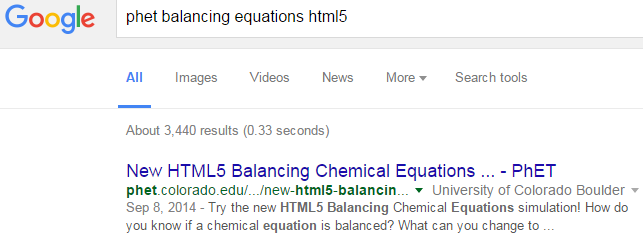 Google phet balancing equations html5
All Images Videos News More Search tools
About 3,440 results (0.33 seconds)
New HTML5 Balancing Chemical Equations ... - PhET
phet.colorado.edu/.../new-html5-balancin... University of Colorado Boulder
Sep 8, 2014 - Try the new HTML5 Balancing Chemical Equations simulation! How do
you know if a chemical equation is balanced? What can you change to ...